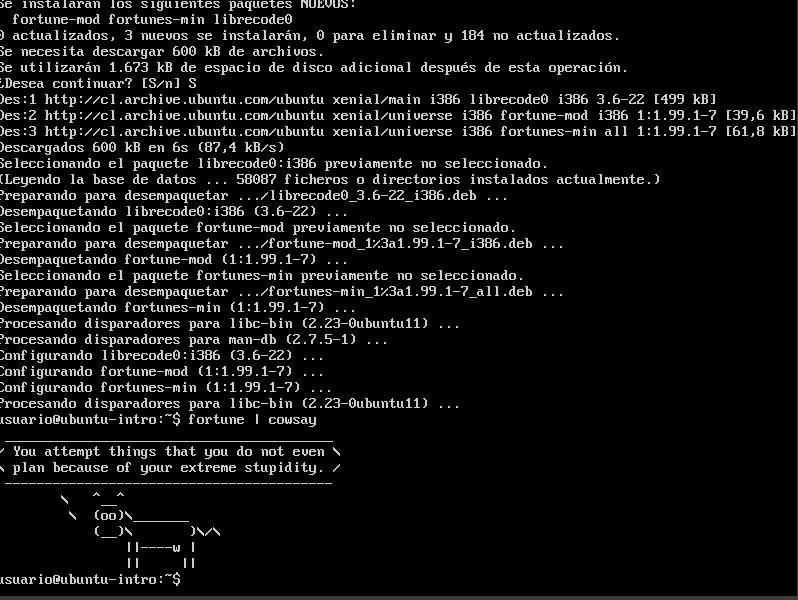 Se instalarán los siguientes paquetes NUEVOS:
  fortune-mod fortunes-min librecode0
0 actualizados, 3 nuevos se instalarán, 0 para eliminar y 184 no actualizados.
Se necesita descargar 600 kB de archivos.
Se utilizarán 1.673 kB de espacio de disco adicional después de esta operación.
¿Desea continuar? [S/n] S
Des:1 http://cl.archive.ubuntu.com/ubuntu xenial/main i386 librecode0 i386 3.6-22 [499 kB]
Des:2 http://cl.archive.ubuntu.com/ubuntu xenial/universe i386 fortune-mod i386 1:1.99.1-7 [39,6 kB]
Des:3 http://cl.archive.ubuntu.com/ubuntu xenial/universe i386 fortunes-min all 1:1.99.1-7 [61,8 kB]
Descargados 600 kB en 6s (87,4 kB/s)
Seleccionando el paquete librecode0:i386 previamente no seleccionado.
(Leyendo la base de datos ... 58087 ficheros o directorios instalados actualmente.)
Preparando para desempaquetar .../librecode0_3.6-22_i386.deb ...
Desempaquetando librecode0:i386 (3.6-22) ...
Seleccionando el paquete fortune-mod previamente no seleccionado.
Preparando para desempaquetar .../fortune-mod_1%3a1.99.1-7_i386.deb ...
Desempaquetando fortune-mod (1:1.99.1-7) ...
Seleccionando el paquete fortunes-min previamente no seleccionado.
Preparando para desempaquetar .../fortunes-min_1%3a1.99.1-7_all.deb ...
Desempaquetando fortunes-min (1:1.99.1-7) ...
Procesando disparadores para libc-bin (2.23-0ubuntu11) ...
Procesando disparadores para man-db (2.7.5-1) ...
Configurando librecode0:i386 (3.6-22) ...
Configurando fortune-mod (1:1.99.1-7) ...
Configurando fortunes-min (1:1.99.1-7) ...
Procesando disparadores para libc-bin (2.23-0ubuntu11) ...
usuario@ubuntu-intro:~$ fortune | cowsay
 _________________________________________
/ You attempt things that you do not even \
\ plan because of your extreme stupidity. /
 -----------------------------------------
        \   ^__^
         \  (oo)\_______
            (__)\       )\/\
                ||----w |
                ||     ||
usuario@ubuntu-intro:~$